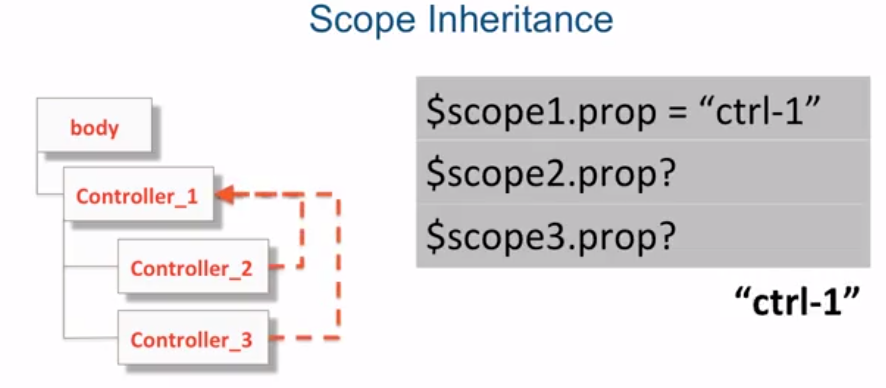 Scope Inheritance
body
Controller_1
Controller_2
Controller_3
$scope1.prop = “ctrl-1”
$scope2.prop?
$scope3.prop?
“ctrl-1”